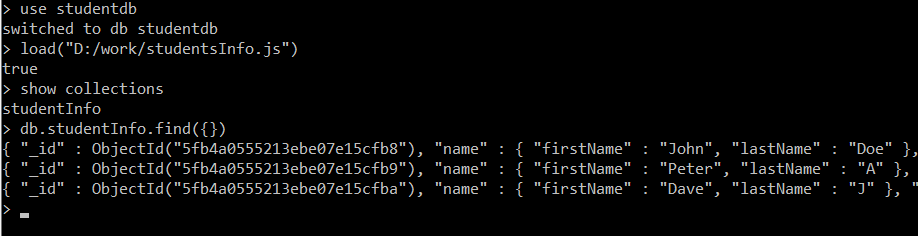 > use studentdb
switched to db studentdb
> load("D:/work/studentsInfo.js")
true
> show collections
studentInfo
> db.studentInfo.find({})
{ "_id" : ObjectId("5fb4a0555213ebe07e15cfb8"), "name" : { "firstName" : "John", "lastName" : "Doe" },
{ "_id" : ObjectId("5fb4a0555213ebe07e15cfb9"), "name" : { "firstName" : "Peter", "lastName" : "A" },
{ "_id" : ObjectId("5fb4a0555213ebe07e15cfba"), "name" : { "firstName" : "Dave", "lastName" : "J" }, "
>